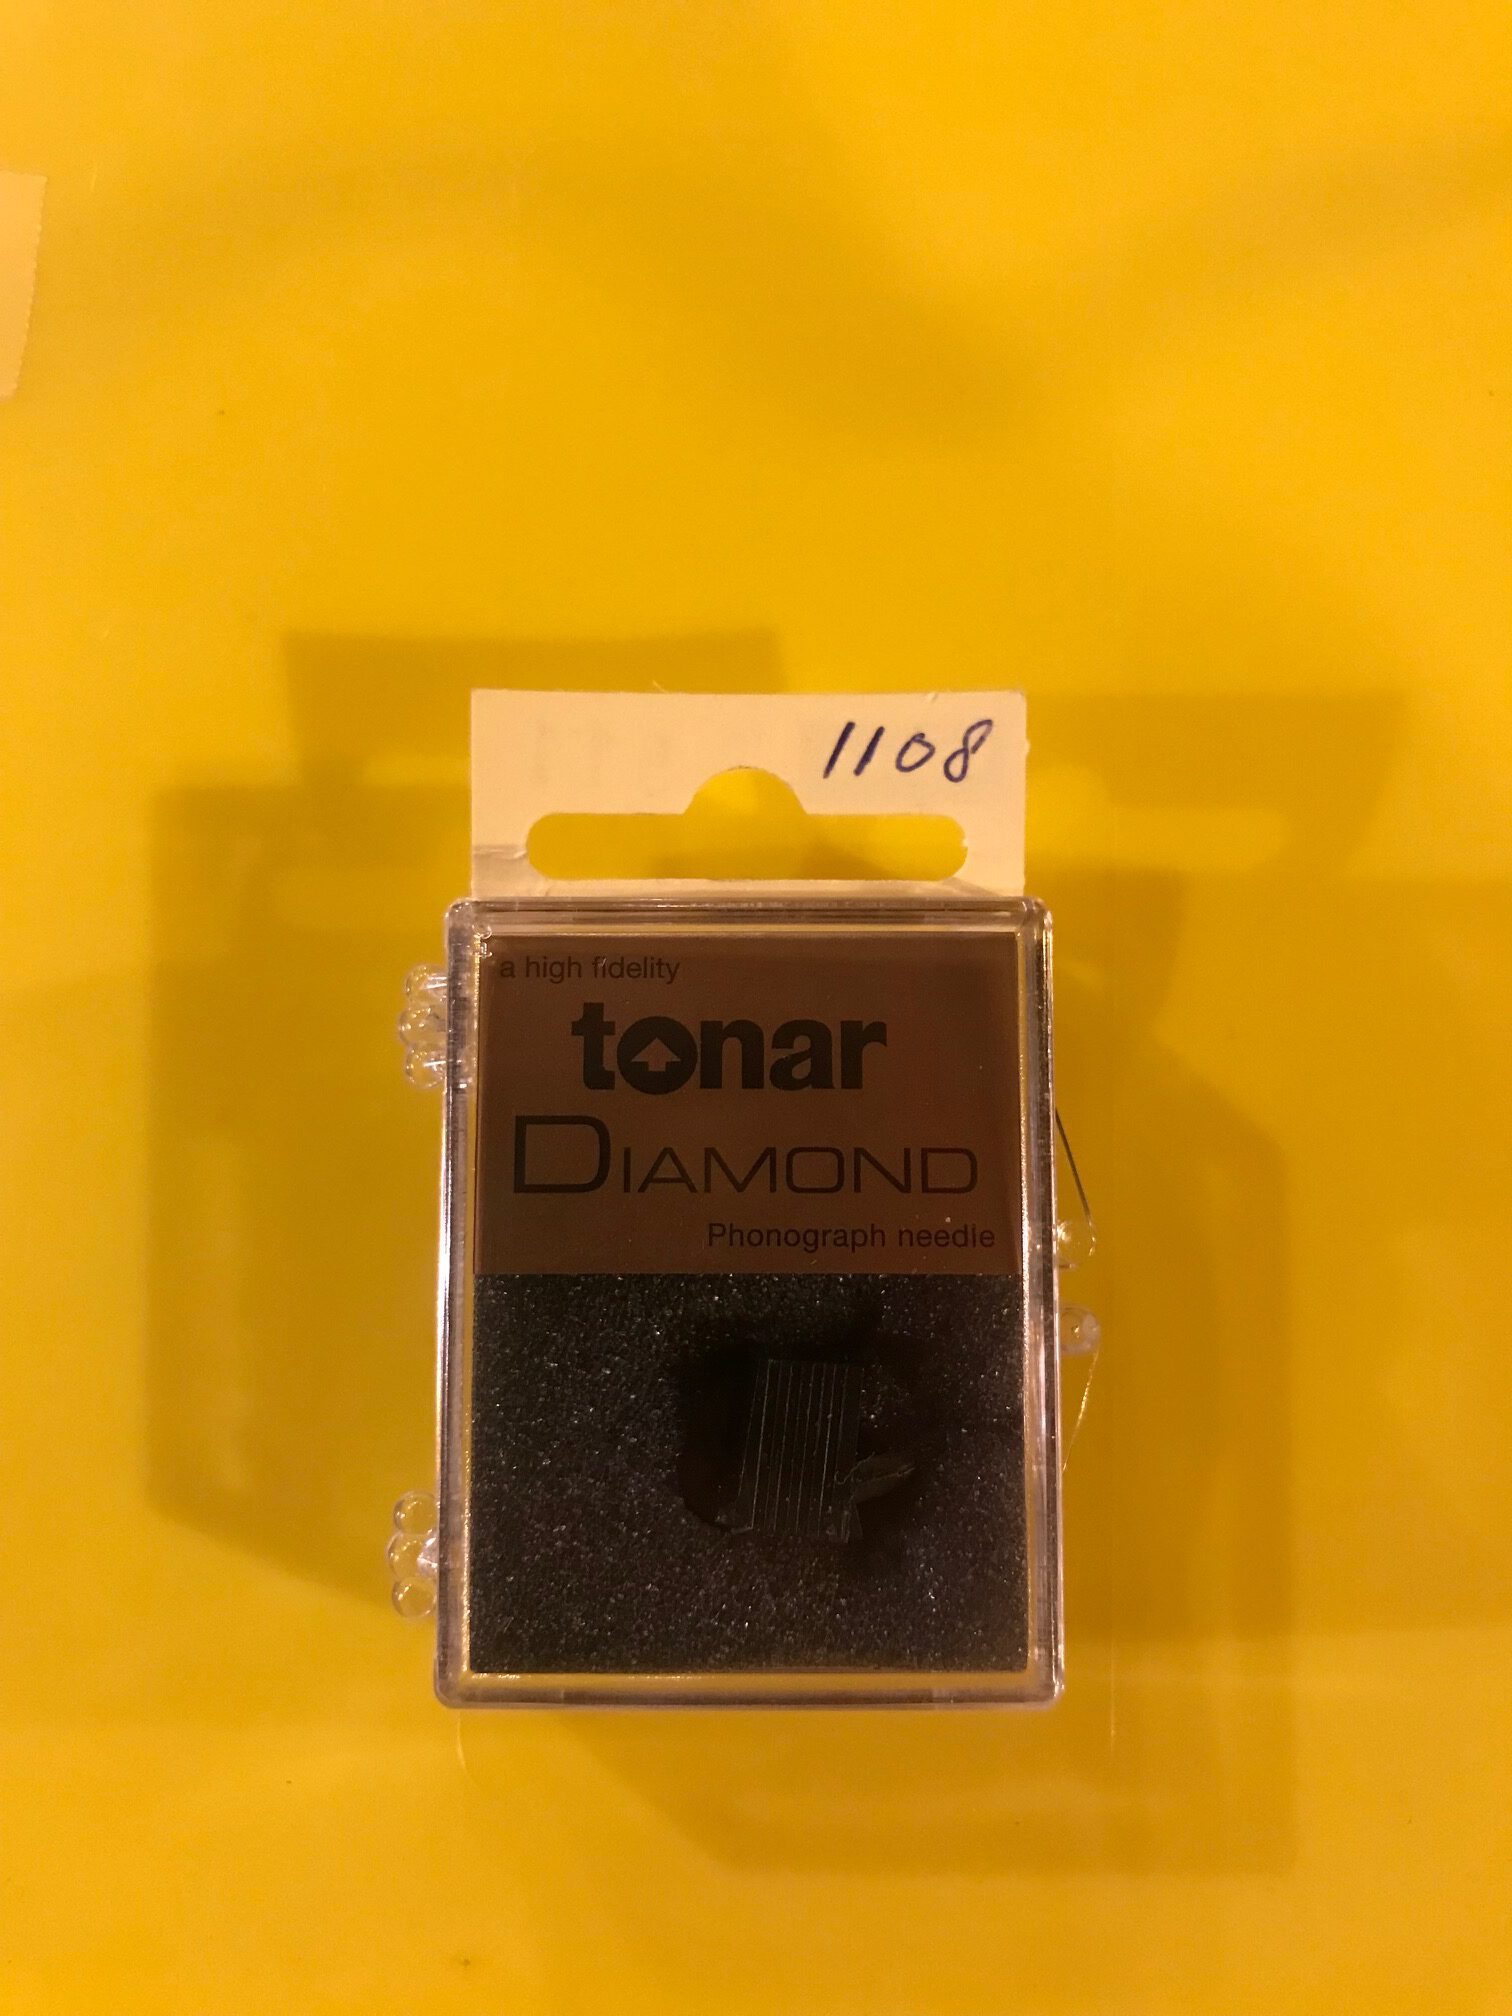 1108
a high fidelity
tonar
DIAMOND
Phonograph needle